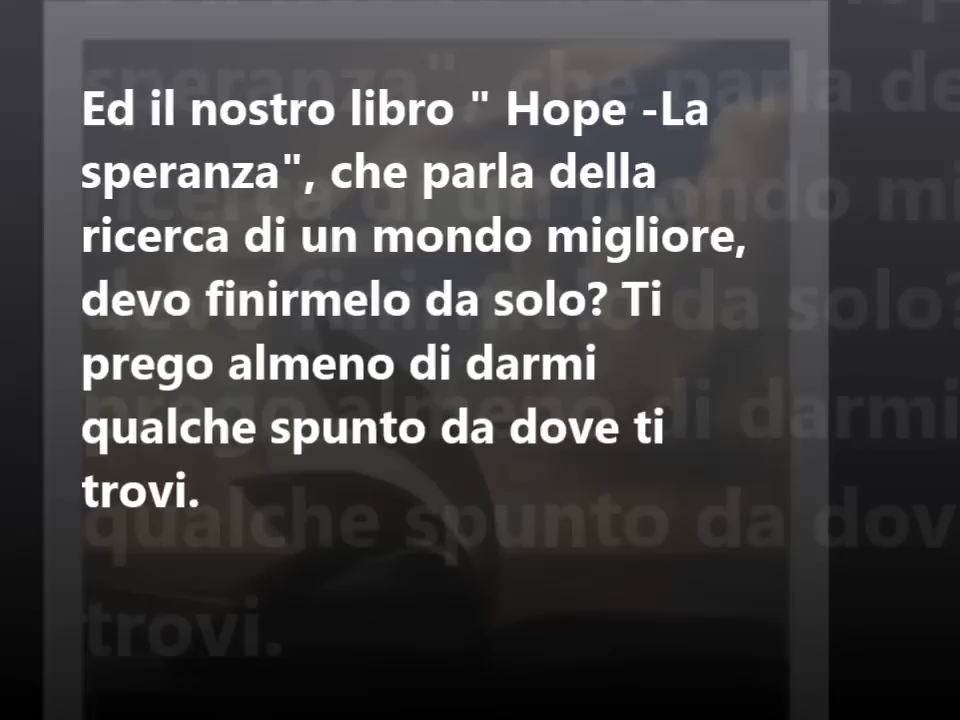 Ed il nostro libro " Hope -La
speranza", che parla della
ricerca di un mondo migliore,
devo finirmelo da solo? Ti
prego almeno di darmi
qualche spunto da dove ti
trovi.